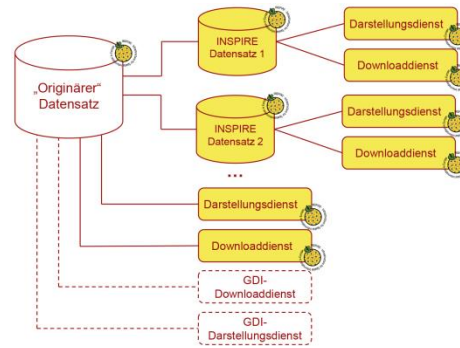 „Originärer“
Datensatz
INSPIRE
Datensatz 1
Darstellungsdienst
Downloaddienst
INSPIRE
Datensatz 2
Darstellungsdienst
Downloaddienst
...
Darstellungsdienst
Downloaddienst
GDI-
Downloaddienst
GDI-
Darstellungsdienst